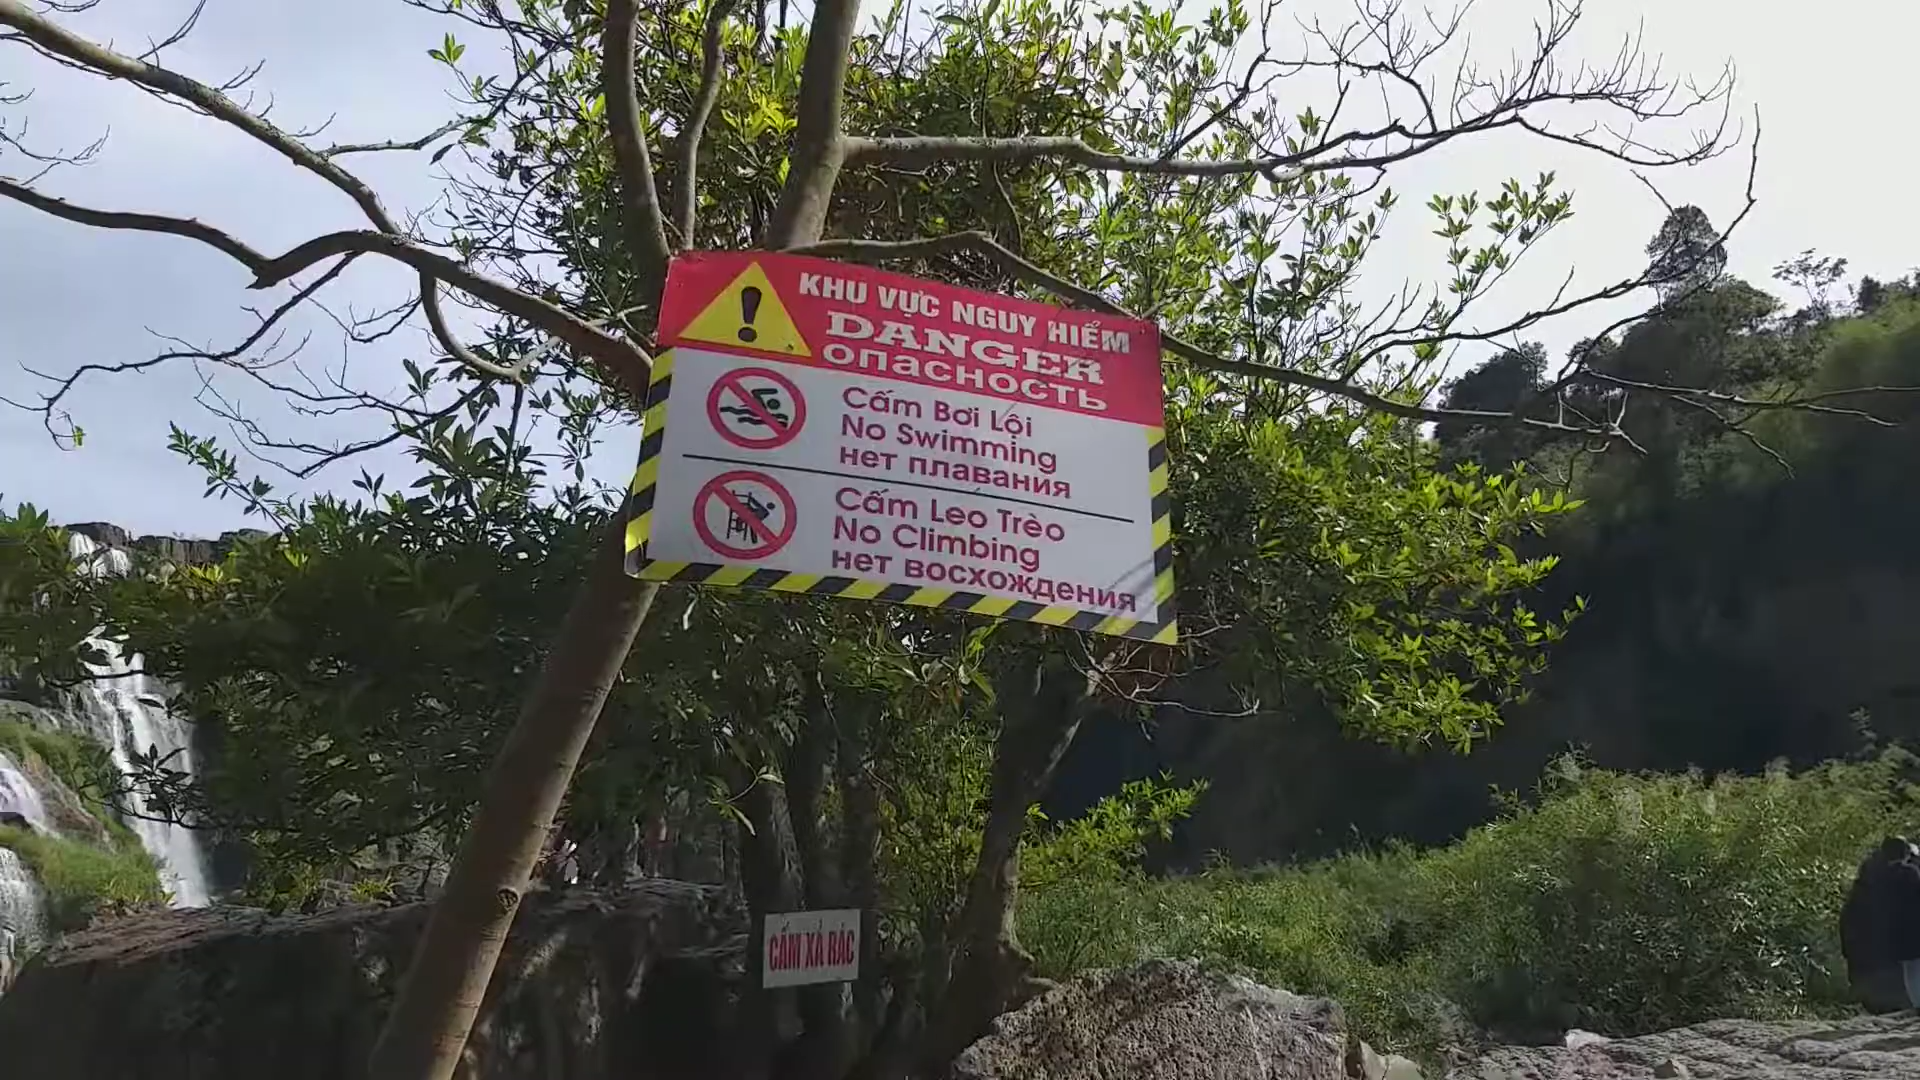 KHU VỰC NGUY HIỂM
DANGER
опасность
Cấm Bơi Lội
No Swimming
нет плавания
Cấm Leo Trèo
No Climbing
нет восхождения
CẤM XẢ RÁC